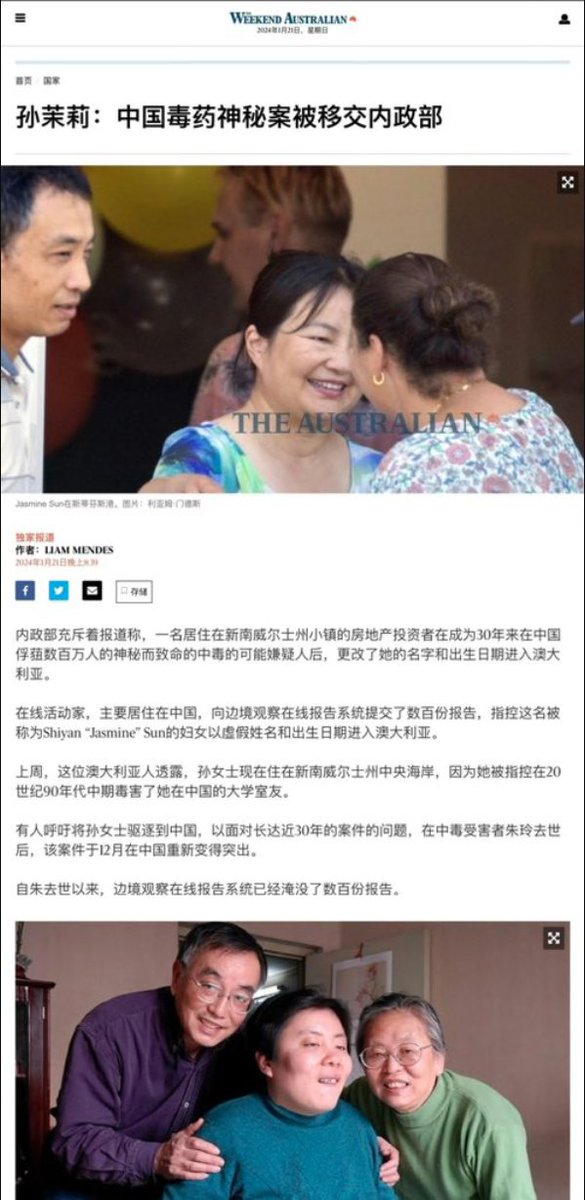 THE WEEKEND AUSTRALIAN
2024年1月21日，星期日
首页 / 国家
孙茉莉：中国毒药神秘案被移交内政部
THE AUSTRALIAN
Jasmine Sun在斯蒂芬斯港。图片：利亚姆·门德斯
独家报道
作者：LIAM MENDES
2024年1月21日晚上8:39
存储
内政部充斥着报道称，一名居住在新南威尔士州小镇的房地产投资者在成为30年来在中国
俘获数百万人的神秘而致命的中毒的可能嫌疑人后，更改了她的名字和出生日期进入澳大
利亚。
在线活动家，主要居住在中国，向边境观察在线报告系统提交了数百份报告，指控这名被
称为Shiyan “Jasmine” Sun的妇女以虚假姓名和出生日期进入澳大利亚。
上周，这位澳大利亚人透露，孙女士现在住在新南威尔士州中央海岸，因为她被指控在20
世纪90年代中期毒害了她在中国的大学室友。
有人呼吁将孙女士驱逐到中国，以面对长达近30年的案件的问题，在中毒受害者朱玲去世
后，该案件于12月在中国重新变得突出。
自朱去世以来，边境观察在线报告系统已经淹没了数百份报告。